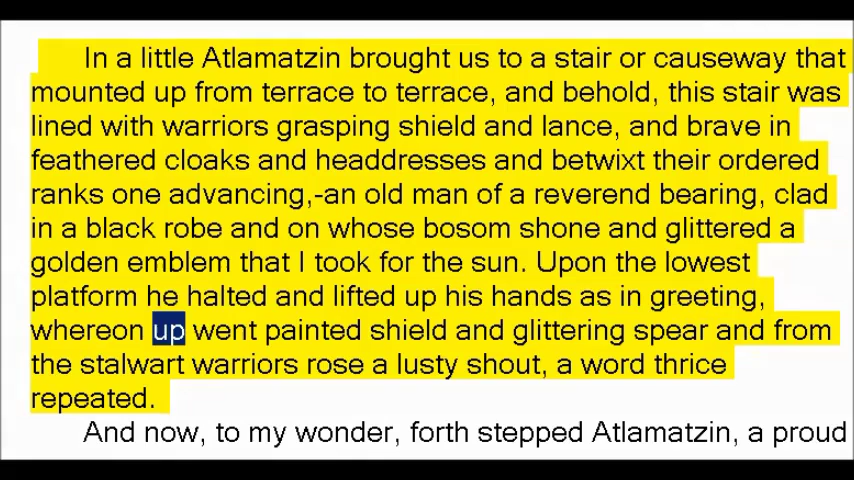 In a little Atlamatzin brought us to a stair or causeway that
mounted up from terrace to terrace, and behold, this stair was
lined with warriors grasping shield and lance, and brave in
feathered cloaks and headdresses and betwixt their ordered
ranks one advancing,-an old man of a reverend bearing, clad
in a black robe and on whose bosom shone and glittered a
golden emblem that I took for the sun. Upon the lowest
platform he halted and lifted up his hands as in greeting,
whereon up went painted shield and glittering spear and from
the stalwart warriors rose a lusty shout, a word thrice
repeated.
And now, to my wonder, forth stepped Atlamatzin, a proud